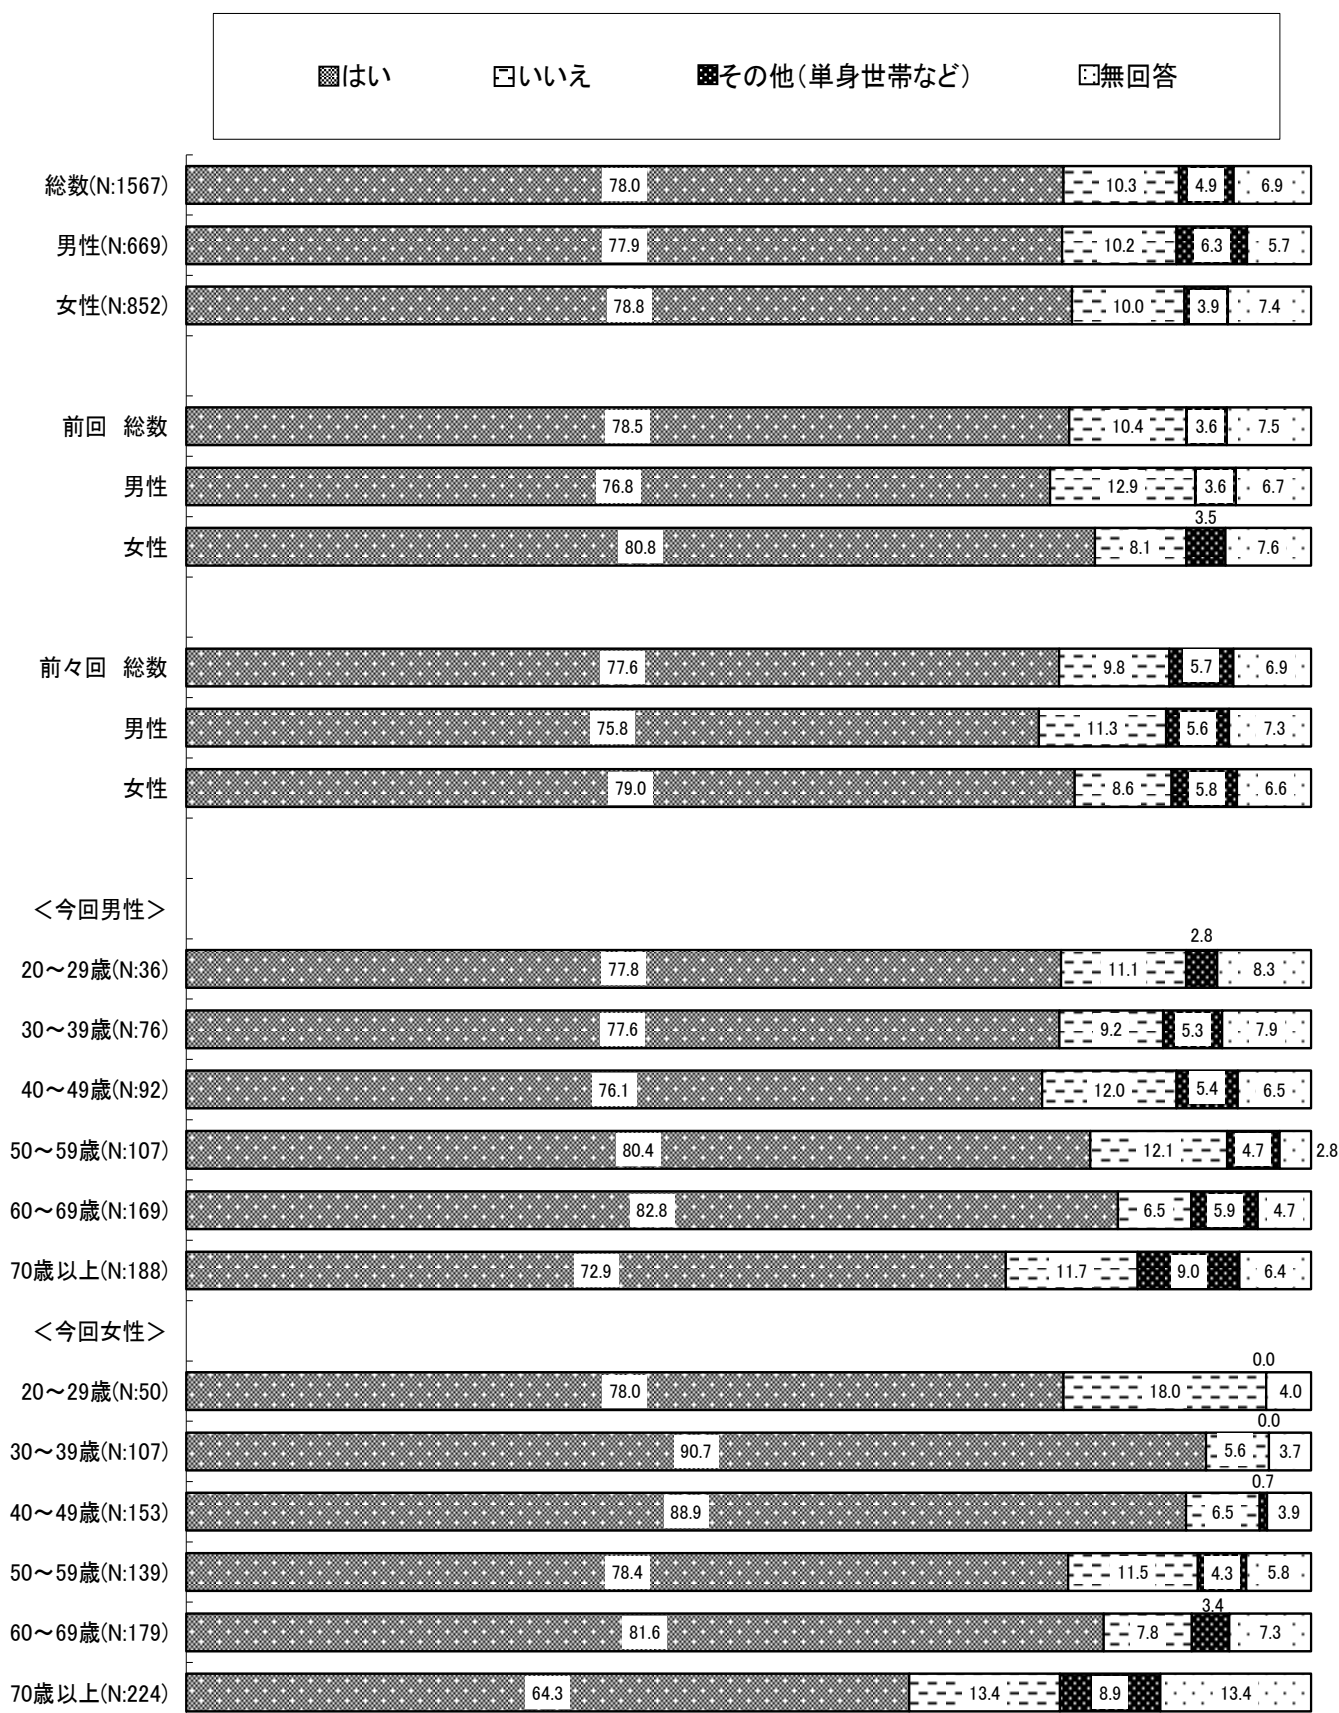 はい いいえ その他(単身世帯など) 無回答
総数(N:1567) 78.0 10.3 4.9 6.9
男性(N:669) 77.9 10.2 6.3 5.7
女性(N:852) 78.8 10.0 3.9 7.4
前回 総数 78.5 10.4 3.6 7.5
男性 76.8 12.9 3.6 6.7
3.5
女性 80.8 8.1 7.6
前々回 総数 77.6 9.8 5.7 6.9
男性 75.8 11.3 5.6 7.3
女性 79.0 8.6 5.8 6.6
＜今回男性＞
2.8
20～29歳(N:36) 77.8 11.1 8.3
30～39歳(N:76) 77.6 9.2 5.3 7.9
40～49歳(N:92) 76.1 12.0 5.4 6.5
50～59歳(N:107) 80.4 12.1 4.7 2.8
60～69歳(N:169) 82.8 6.5 5.9 4.7
70歳以上(N:188) 72.9 11.7 9.0 6.4
＜今回女性＞
0.0
20～29歳(N:50) 78.0 18.0 4.0
0.0
30～39歳(N:107) 90.7 5.6 3.7
0.7
40～49歳(N:153) 88.9 6.5 3.9
50～59歳(N:139) 78.4 11.5 4.3 5.8
3.4
60～69歳(N:179) 81.6 7.8 7.3
70歳以上(N:224) 64.3 13.4 8.9 13.4